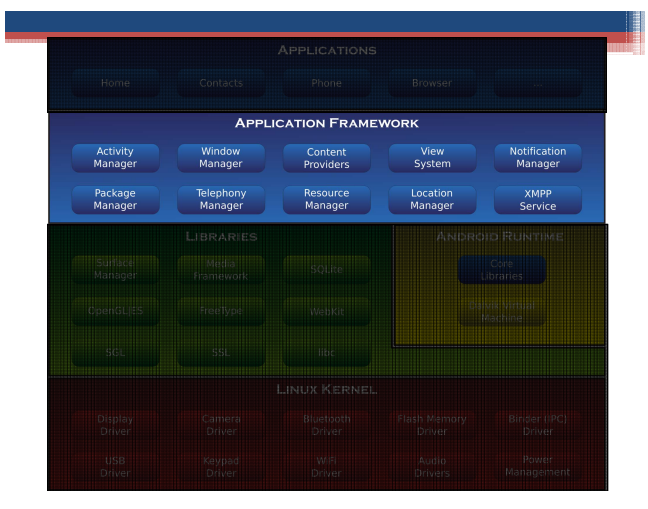 APPLICATIONS
Home Contacts Phone Browser ...
APPLICATION FRAMEWORK
Activity Manager Window Manager Content Providers View System Notification Manager
Package Manager Telephony Manager Resource Manager Location Manager XMPP Service
LIBRARIES
Surface Manager Media Framework SQLite
OpenGL/ES FreeType WebKit
SGL SSL libc
ANDROID RUNTIME
Core Libraries
Dalvik Virtual Machine
LINUX KERNEL
Display Driver Camera Driver Bluetooth Driver Flash Memory Driver Binder (IPC) Driver
USB Driver Keypad Driver WiFi Driver Audio Drivers Power Management